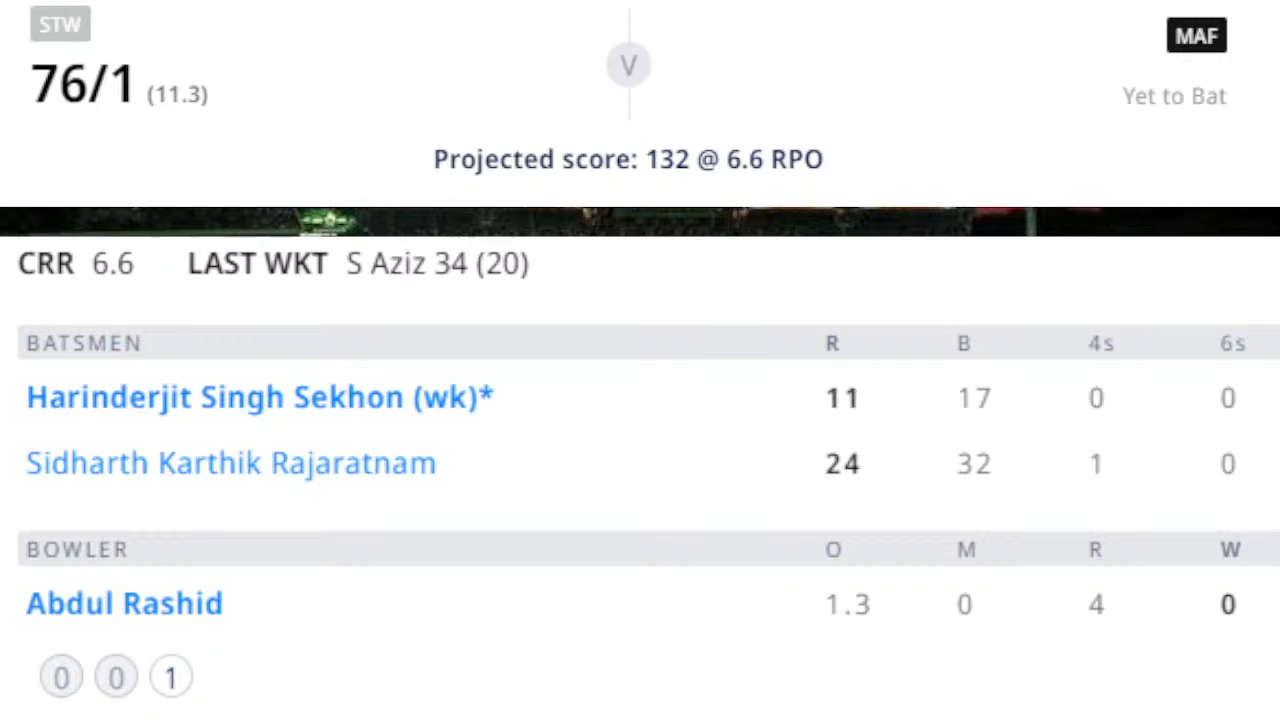 STW
V
MAF
76/1 (11.3)
Yet to Bat
Projected score: 132 @ 6.6 RPO
CRR 6.6 LAST WKT S Aziz 34 (20)
BATSMEN R B 4s 6s
Harinderjit Singh Sekhon (wk)* 11 17 0 0
Sidharth Karthik Rajaratnam 24 32 1 0
BOWLER O M R W
Abdul Rashid 1.3 0 4 0
0 0 1